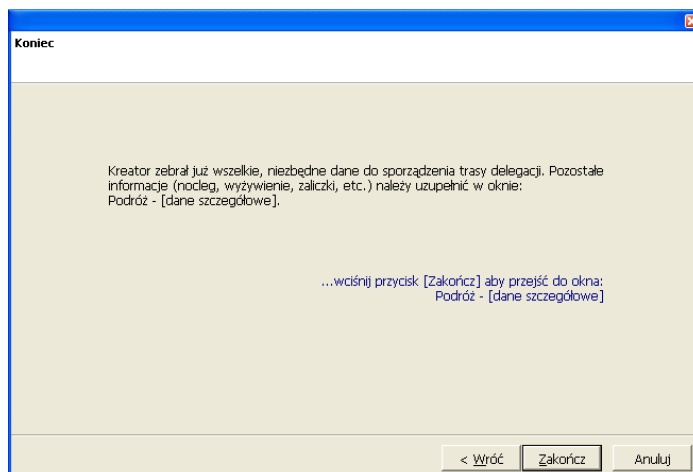 Koniec
Kreator zebrał już wszelkie, niezbędne dane do sporządzenia trasy delegacji. Pozostałe
informacje (nocleg, wyżywienie, zaliczki, etc.) należy uzupełnić w oknie:
Podróż - [dane szczegółowe].
...wciśnij przycisk [Zakończ] aby przejść do okna:
Podróż - [dane szczegółowe]
< Wróć Zakończ Anuluj